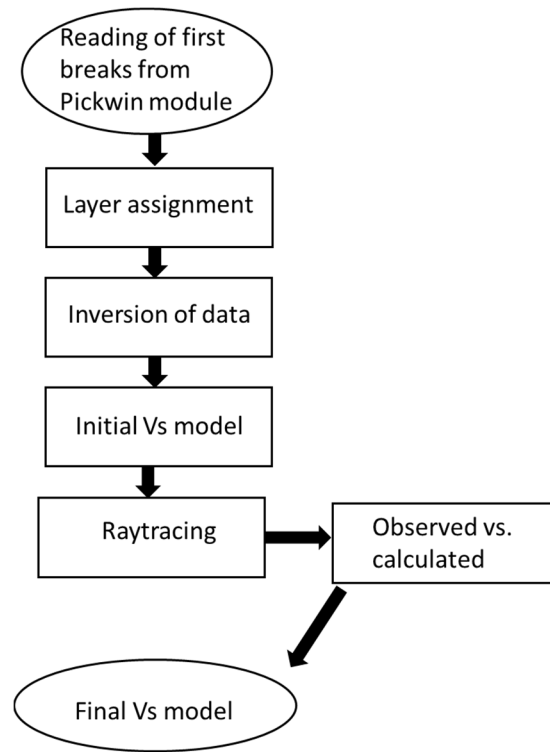 Reading of first
breaks from
Pickwin module
Layer assignment
Inversion of data
Initial Vs model
Raytracing
Observed vs.
calculated
Final Vs model